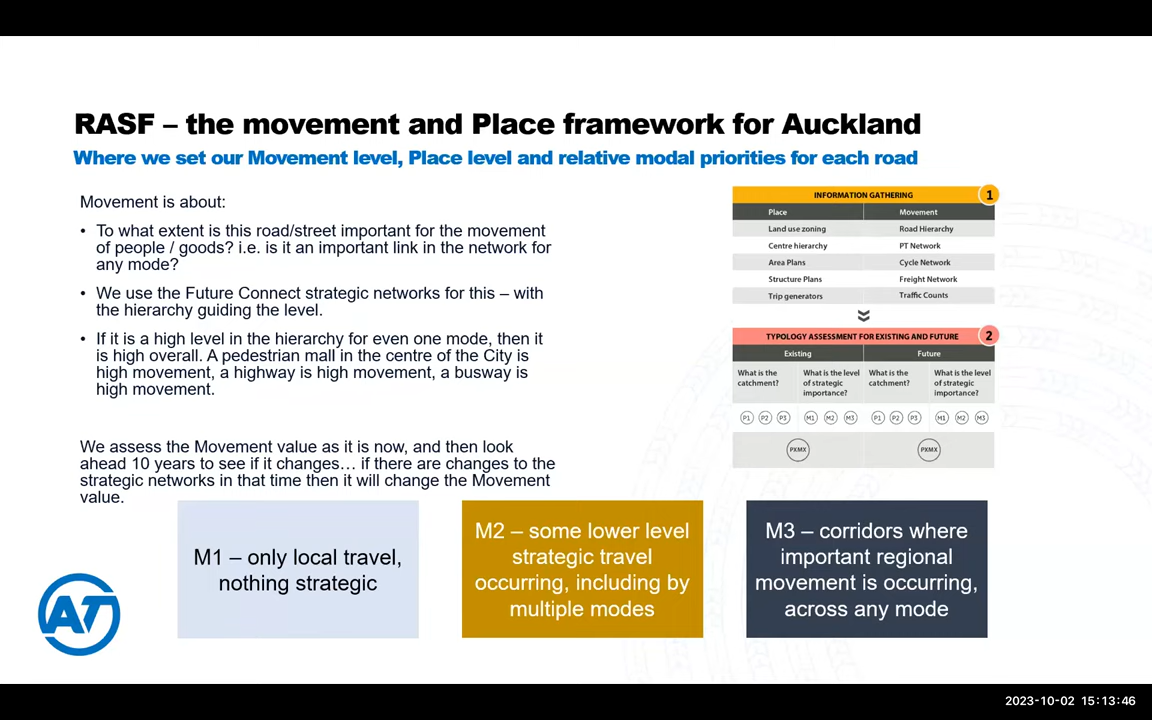 RASF – the movement and Place framework for Auckland
Where we set our Movement level, Place level and relative modal priorities for each road
Movement is about:
• To what extent is this road/street important for the movement
of people / goods? i.e. is it an important link in the network for
any mode?
• We use the Future Connect strategic networks for this – with
the hierarchy guiding the level.
• If it is a high level in the hierarchy for even one mode, then it
is high overall. A pedestrian mall in the centre of the City is
high movement, a highway is high movement, a busway is
high movement.
We assess the Movement value as it is now, and then look
ahead 10 years to see if it changes… if there are changes to the
strategic networks in that time then it will change the Movement
value.
INFORMATION GATHERING 1
Place Movement
Land use zoning Road Hierarchy
Centre hierarchy PT Network
Area Plans Cycle Network
Structure Plans Freight Network
Trip generators Traffic Counts
TYPOLOGY ASSESSMENT FOR EXISTING AND FUTURE 2
Existing Future
What is the What is the level What is the What is the level
catchment? of strategic catchment? of strategic
importance? importance?
P1 P2 P3 M1 M2 M3 P1 P2 P3 M1 M2 M3
PXMX PXMX
M1 – only local travel,
nothing strategic
M2 – some lower level
strategic travel
occurring, including by
multiple modes
M3 – corridors where
important regional
movement is occurring,
across any mode
AT
2023-10-02 15:13:46